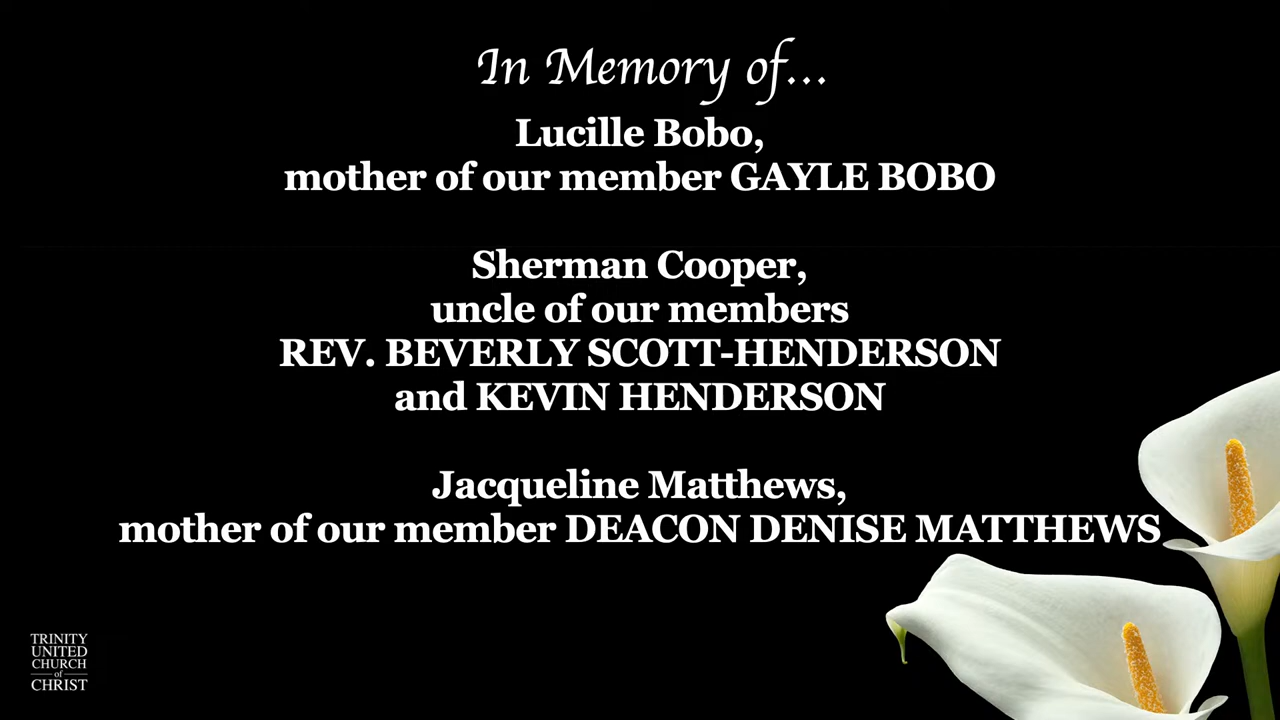 In Memory of...
Lucille Bobo,
mother of our member GAYLE BOBO
Sherman Cooper,
uncle of our members
REV. BEVERLY SCOTT-HENDERSON
and KEVIN HENDERSON
Jacqueline Matthews,
mother of our member DEACON DENISE MATTHEWS
TRINITY
UNITED
CHURCH
of
CHRIST